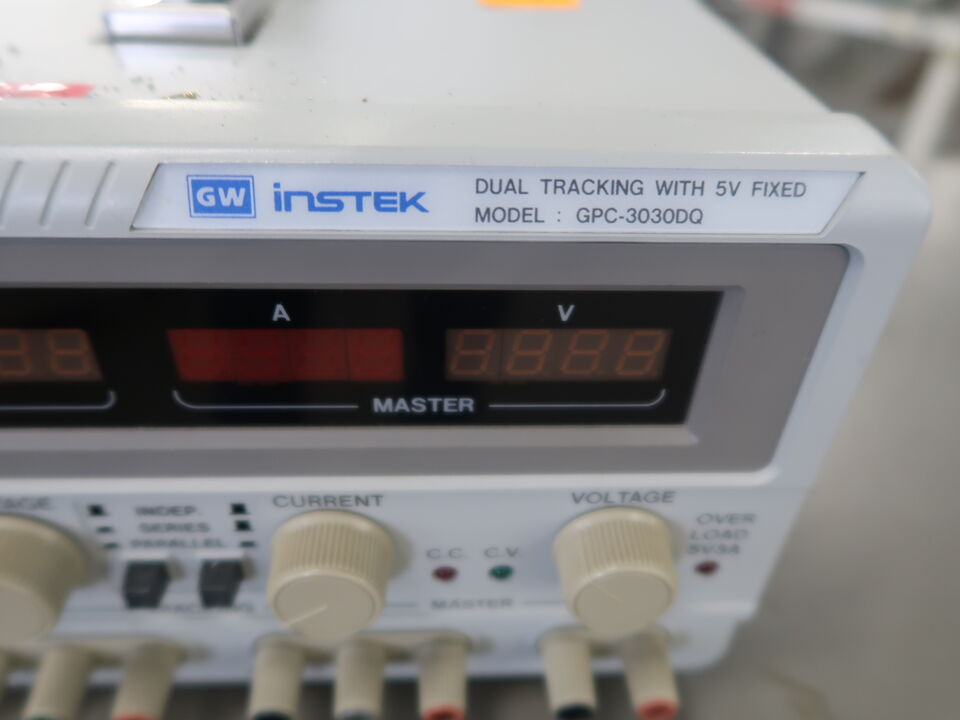 GW INSTEK
DUAL TRACKING WITH 5V FIXED
MODEL : GPC-3030DQ
A
V
MASTER
CURRENT
VOLTAGE
INDEP.
SERIES
PARALLEL
C.C.
C.V.
OVER
LOAD
5V3A
MASTER